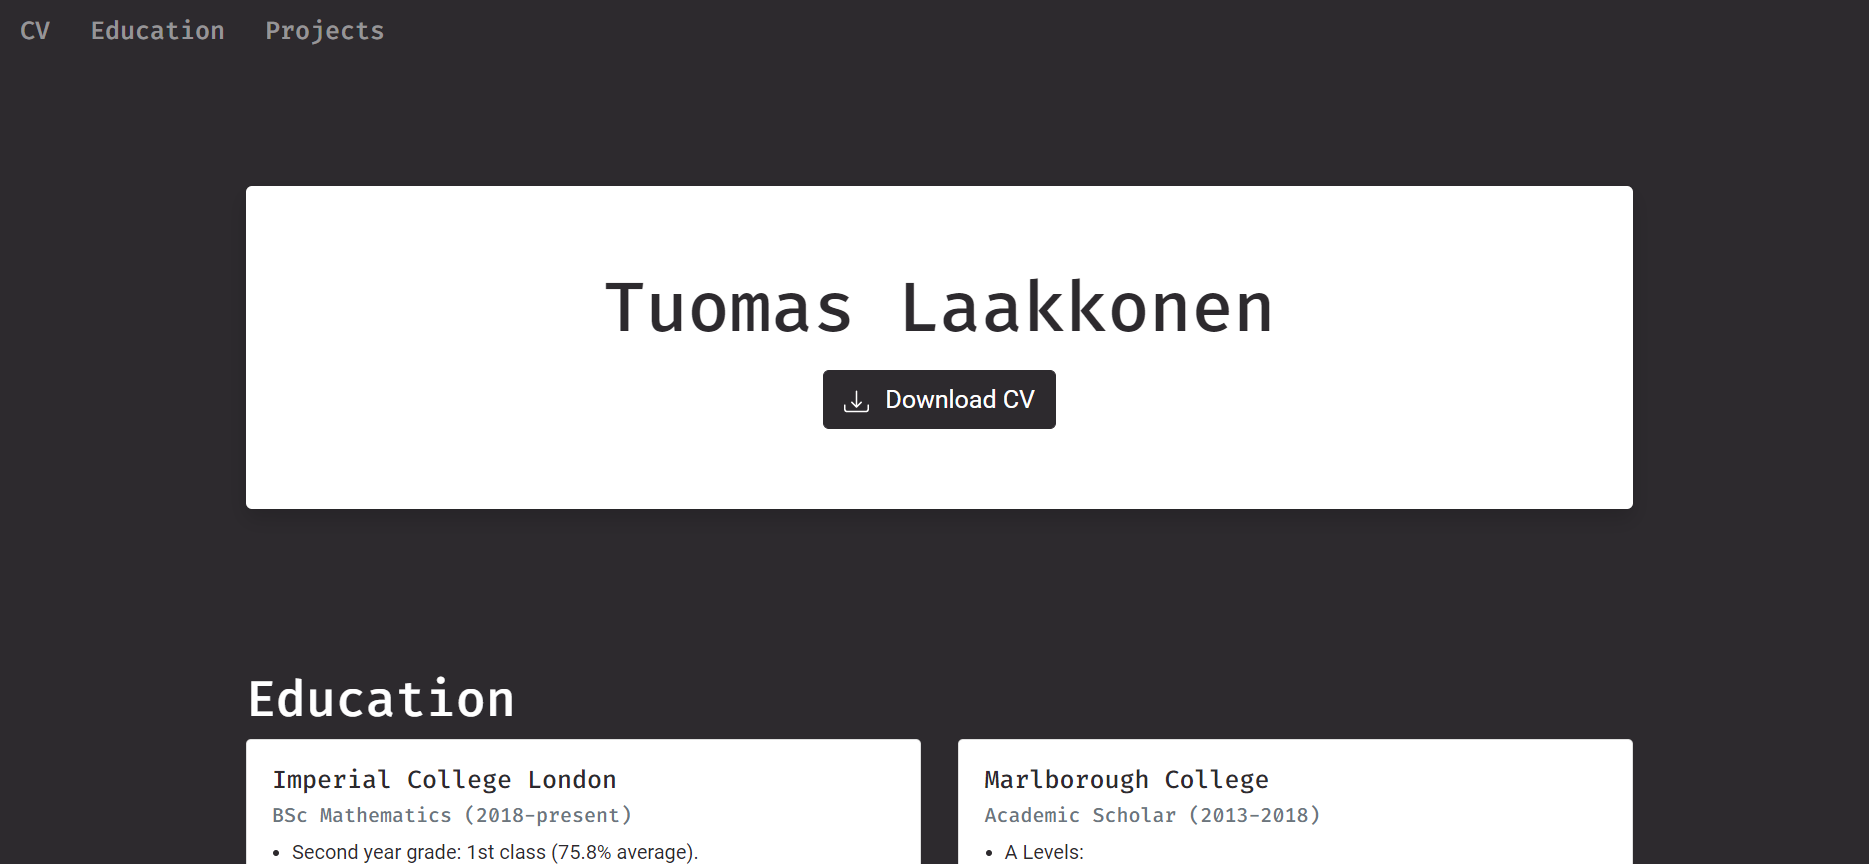 CV Education Projects
Tuomas Laakkonen
Download CV
Education
Imperial College London
BSc Mathematics (2018-present)
• Second year grade: 1st class (75.8% average).
Marlborough College
Academic Scholar (2013-2018)
• A Levels: